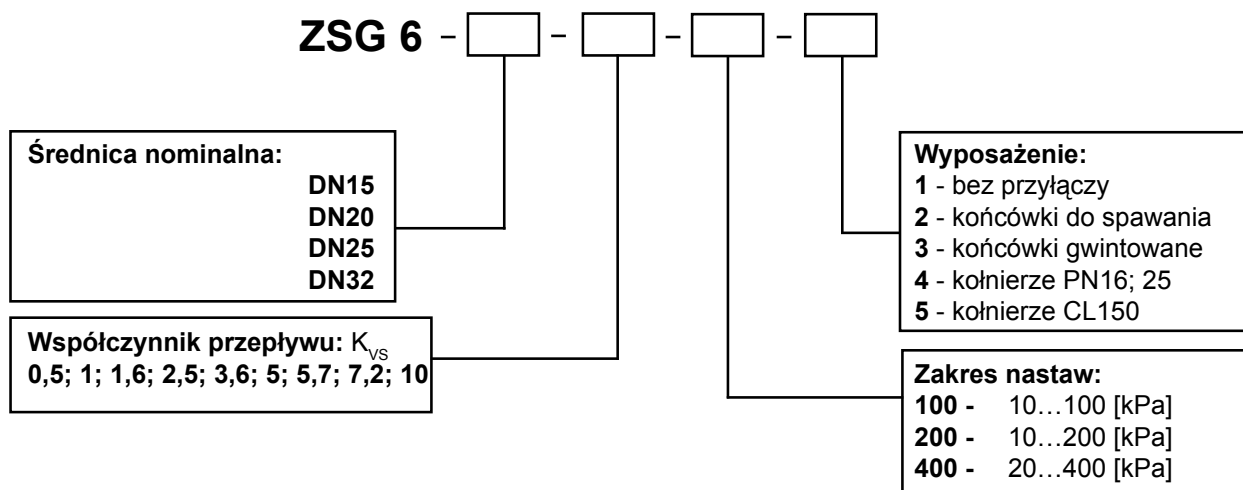 ZSG 6 - - - -
Średnica nominalna:
DN15
DN20
DN25
DN32
Współczynnik przepływu: KVS
0,5; 1; 1,6; 2,5; 3,6; 5; 5,7; 7,2; 10
Wyposażenie:
1 - bez przyłączy
2 - końcówki do spawania
3 - końcówki gwintowane
4 - kołnierze PN16; 25
5 - kołnierze CL150
Zakres nastaw:
100 - 10…100 [kPa]
200 - 10…200 [kPa]
400 - 20…400 [kPa]